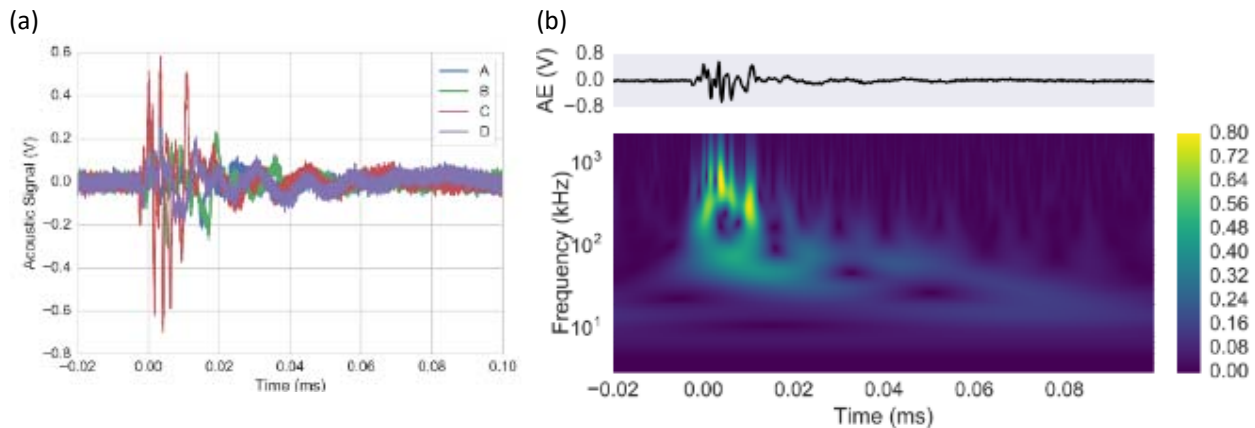 (a)
0.6
0.4
0.2
0.0
−0.2
−0.4
−0.6
−0.8
Acoustic Signal (V)
A
B
C
D
−0.02 0.00 0.02 0.04 0.06 0.08 0.10
Time (ms)
(b)
AE (V)
0.8
0.0
−0.8
Frequency (kHz)
10³
10²
10¹
−0.02 0.00 0.02 0.04 0.06 0.08
Time (ms)
0.80
0.72
0.64
0.56
0.48
0.40
0.32
0.24
0.16
0.08
0.00